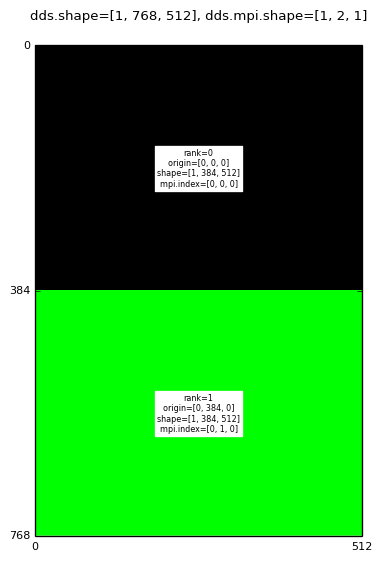 dds.shape=[1, 768, 512], dds.mpi.shape=[1, 2, 1]
0
rank=0
origin=[0, 0, 0]
shape=[1, 384, 512]
mpi.index=[0, 0, 0]
384
rank=1
origin=[0, 384, 0]
shape=[1, 384, 512]
mpi.index=[0, 1, 0]
768
0 512